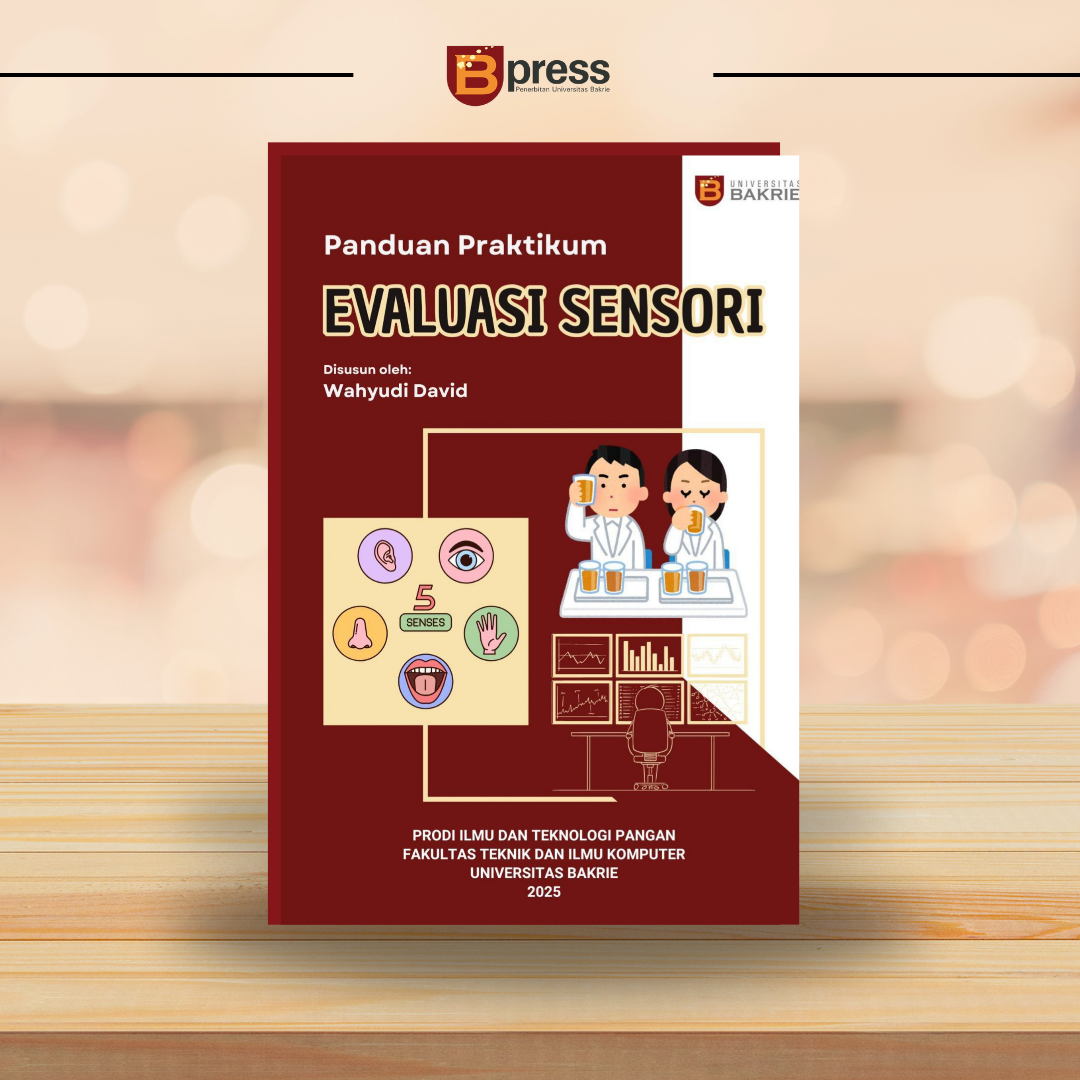 Bpress
Penerbitan Universitas Bakrie
UNIVERSITAS
BAKRIE
Panduan Praktikum
EVALUASI SENSORI
Disusun oleh:
Wahyudi David
5
SENSES
PRODI ILMU DAN TEKNOLOGI PANGAN
FAKULTAS TEKNIK DAN ILMU KOMPUTER
UNIVERSITAS BAKRIE
2025